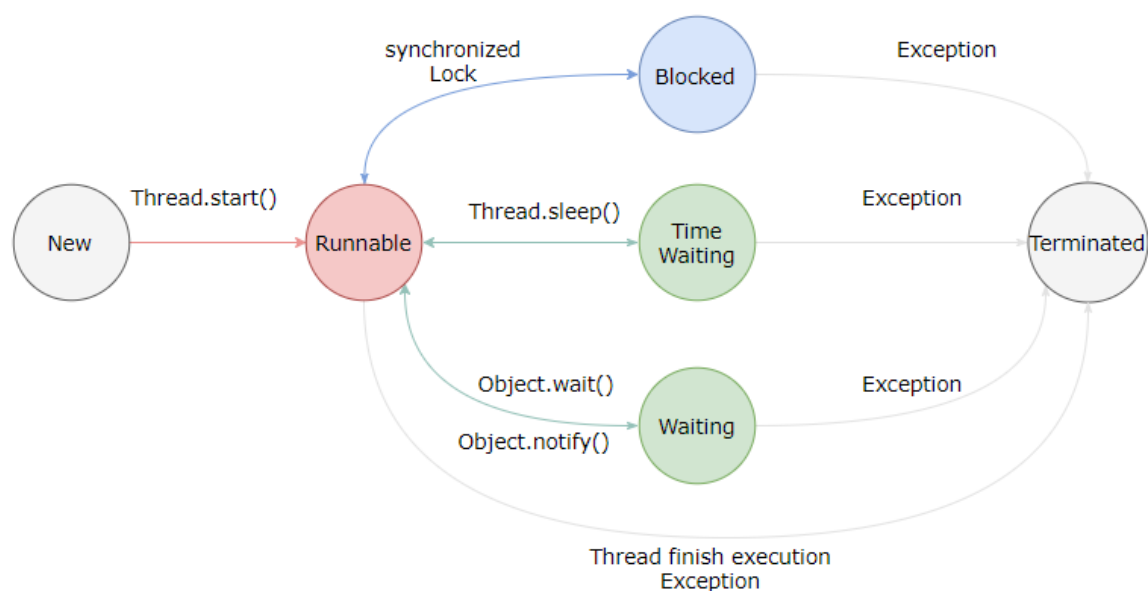 synchronized
Lock
Blocked
Exception
Thread.start()
Thread.sleep()
Exception
New
Runnable
Time
Waiting
Terminated
Object.wait()
Exception
Waiting
Object.notify()
Thread finish execution
Exception